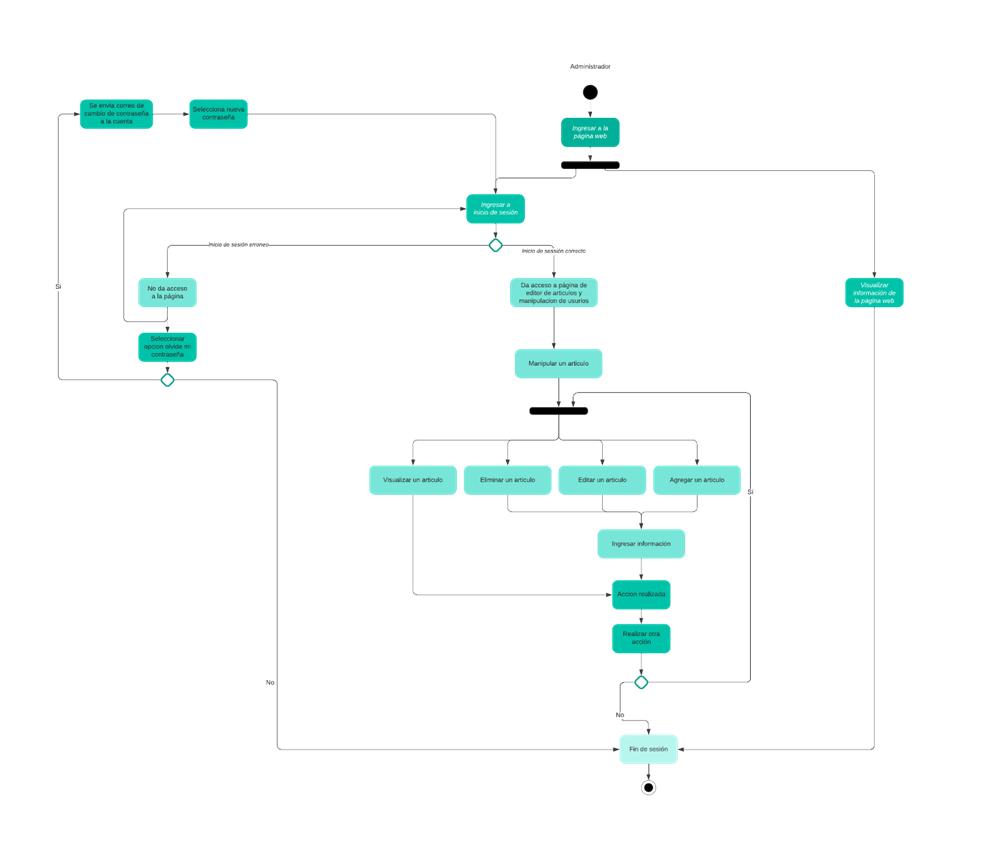 Administrador
Se envia correo de
cambio de contraseña
a la cuenta
Selecciona nueva
contraseña
Ingresar a la
página web
Ingresar a
inicio de sesión
Inicio de sesión erroneo
Inicio de sessión correcto
Si
No da acceso
a la página
Da acceso a página de
editor de articulos y
manipulacion de usurios
Visualizar
información de
la página web
Seleccionar
opcion olvide mi
contraseña
Manipular un articulo
Visualizar un articulo
Eliminar un articulo
Editar un articulo
Agregar un articulo
Si
Ingresar información
Accion realizada
Realizar otra
acción
No
No
Fin de sesión